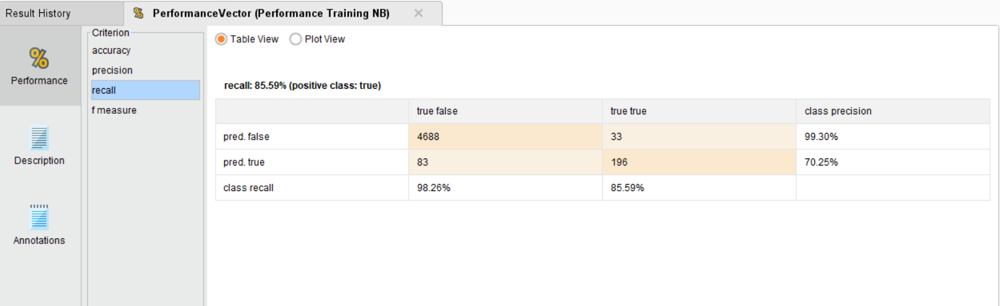 Result History
% PerformanceVector (Performance Training NB) ×
Criterion
accuracy
precision
recall
f measure
%
Performance
Description
Annotations
Table View Plot View
recall: 85.59% (positive class: true)
true false true true class precision
pred. false 4688 33 99.30%
pred. true 83 196 70.25%
class recall 98.26% 85.59%